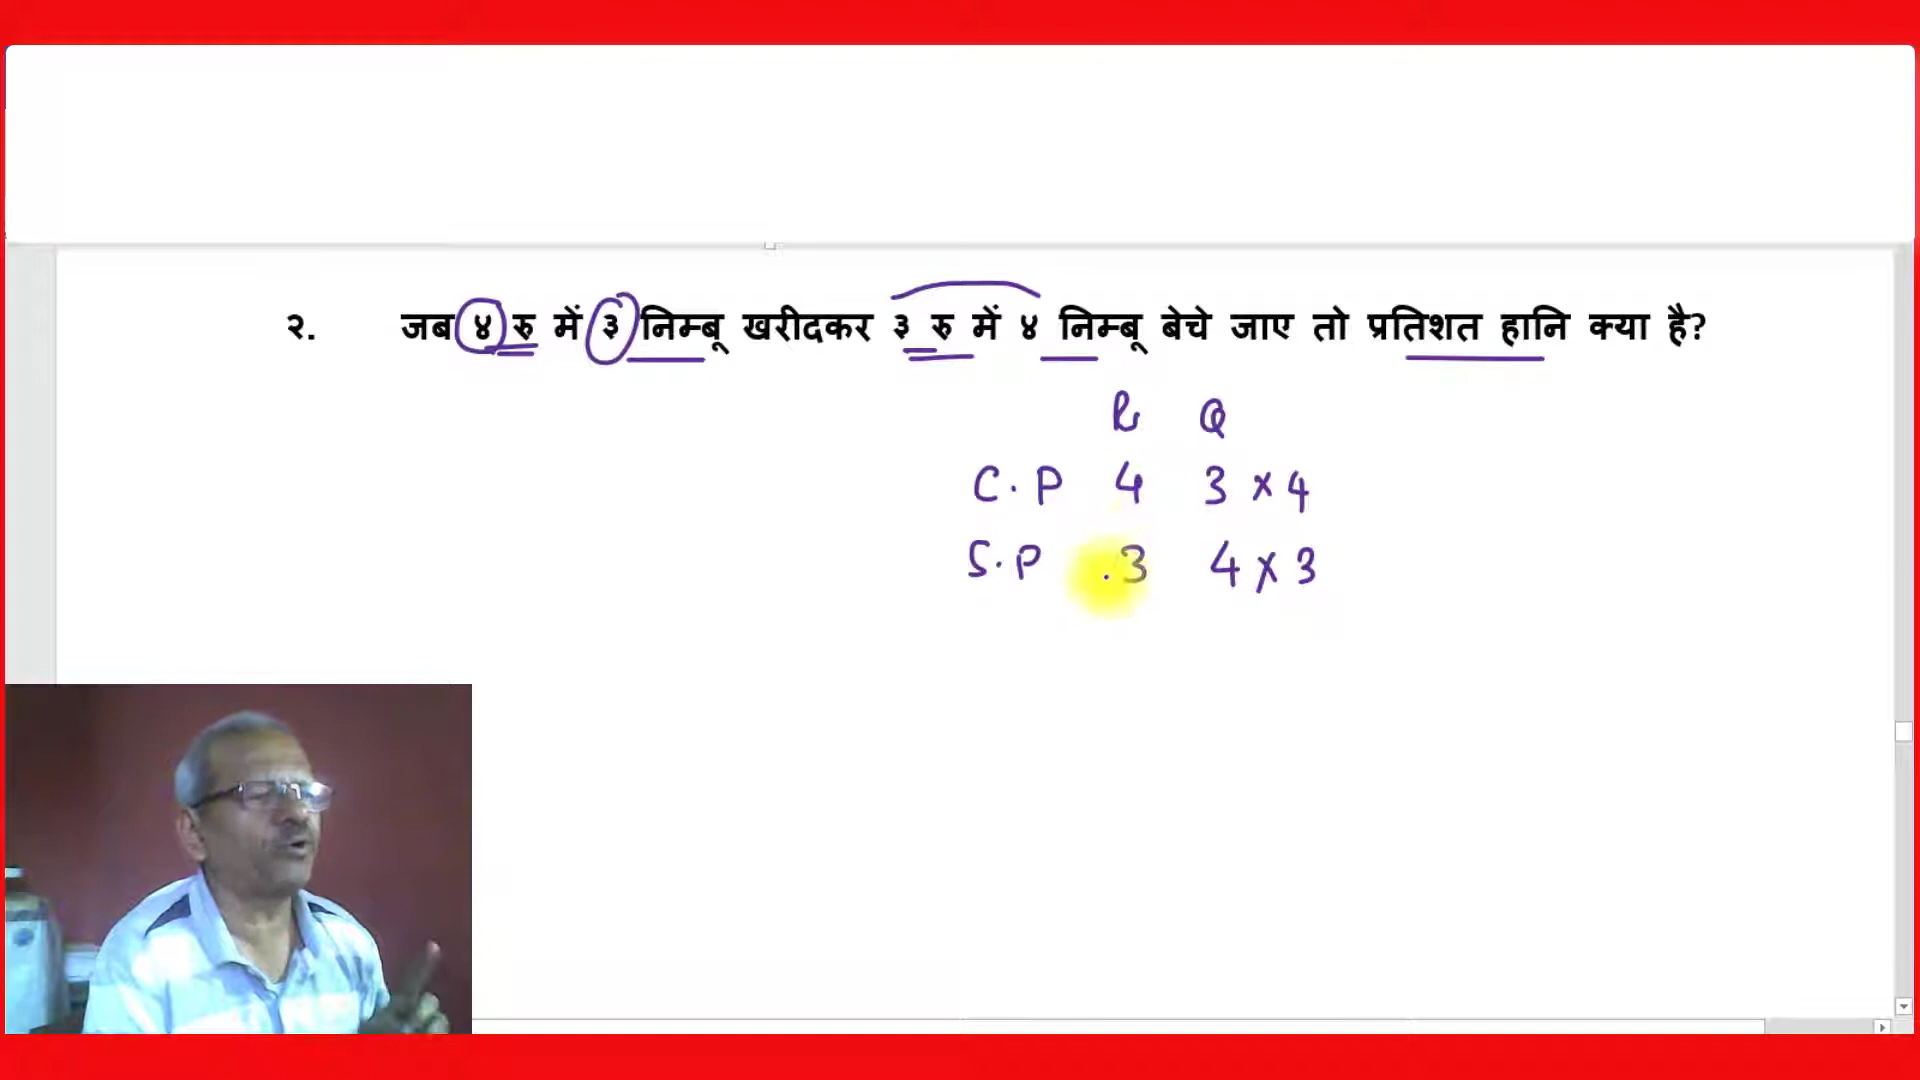 २. जब ४ रु में ३ निम्बू खरीदकर ३ रु में ४ निम्बू बेचे जाए तो प्रतिशत हानि क्या है?
R Q
C.P 4 3 x 4
S.P .3 4 x 3